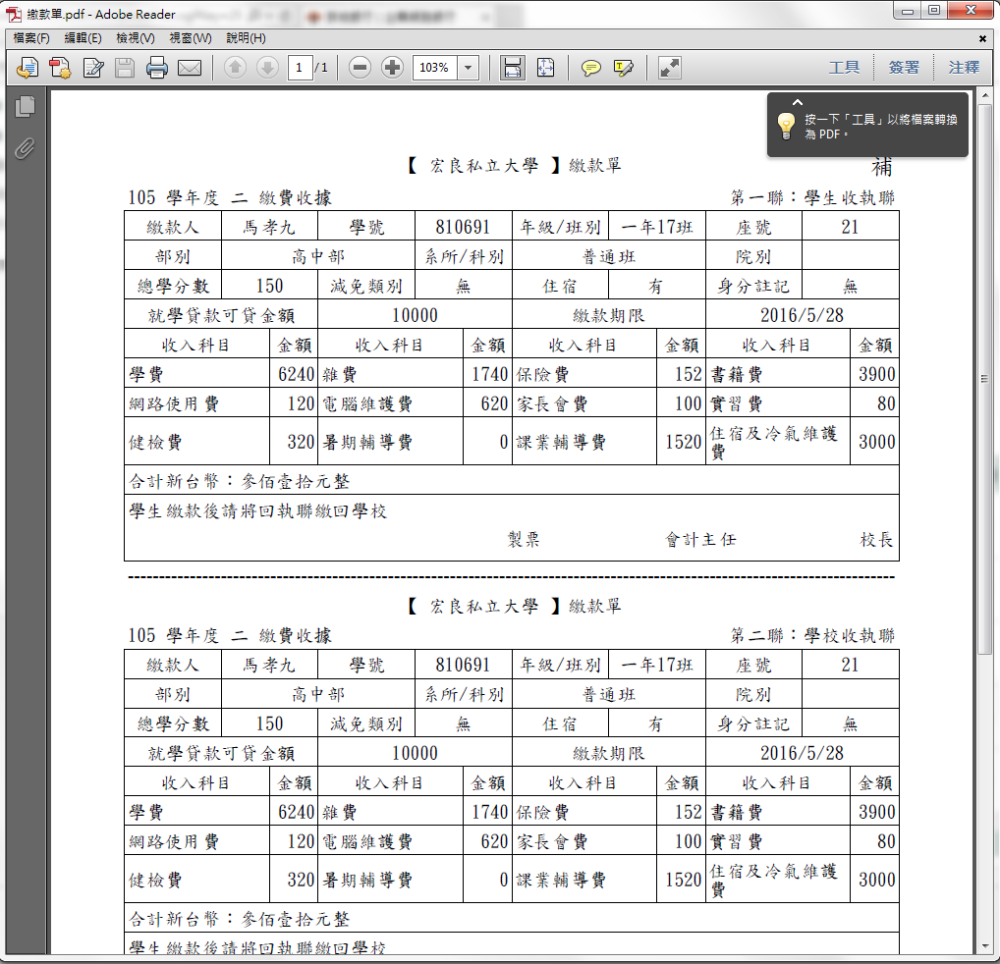 繳款單.pdf - Adobe Reader
檔案(F) 編輯(E) 檢視(V) 視窗(W) 說明(H)
1 / 1 103% 工具 簽署 注釋
按一下「工具」以將檔案轉換
為 PDF。
【 宏良私立大學 】繳款單 補
105 學年度 二 繳費收據 第一聯：學生收執聯
繳款人 馬孝九 學號 810691 年級/班別 一年17班 座號 21
部別 高中部 系所/科別 普通班 院別
總學分數 150 減免類別 無 住宿 有 身分註記 無
就學貸款可貸金額 10000 繳款期限 2016/5/28
收入科目 金額 收入科目 金額 收入科目 金額 收入科目 金額
學費 6240 雜費 1740 保險費 152 書籍費 3900
網路使用費 120 電腦維護費 620 家長會費 100 實習費 80
健檢費 320 暑期輔導費 0 課業輔導費 1520 住宿及冷氣維護費 3000
合計新台幣：參佰壹拾元整
學生繳款後請將回執聯繳回學校
製票 會計主任 校長
【 宏良私立大學 】繳款單
105 學年度 二 繳費收據 第二聯：學校收執聯
繳款人 馬孝九 學號 810691 年級/班別 一年17班 座號 21
部別 高中部 系所/科別 普通班 院別
總學分數 150 減免類別 無 住宿 有 身分註記 無
就學貸款可貸金額 10000 繳款期限 2016/5/28
收入科目 金額 收入科目 金額 收入科目 金額 收入科目 金額
學費 6240 雜費 1740 保險費 152 書籍費 3900
網路使用費 120 電腦維護費 620 家長會費 100 實習費 80
健檢費 320 暑期輔導費 0 課業輔導費 1520 住宿及冷氣維護費 3000
合計新台幣：參佰壹拾元整
學生繳款後請將回執聯繳回學校